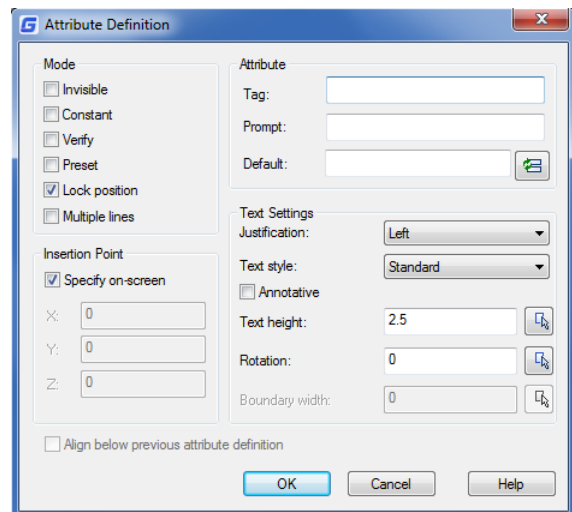 Attribute Definition
Mode
Invisible
Constant
Verify
Preset
Lock position
Multiple lines
Insertion Point
Specify on-screen
X: 0
Y: 0
Z: 0
Attribute
Tag:
Prompt:
Default:
Text Settings
Justification: Left
Text style: Standard
Annotative
Text height: 2.5
Rotation: 0
Boundary width: 0
Align below previous attribute definition
OK Cancel Help